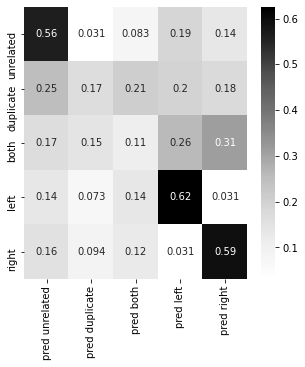 unrelated 0.56 0.031 0.083 0.19 0.14
duplicate 0.25 0.17 0.21 0.2 0.18
both 0.17 0.15 0.11 0.26 0.31
left 0.14 0.073 0.14 0.62 0.031
right 0.16 0.094 0.12 0.031 0.59
pred unrelated
pred duplicate
pred both
pred left
pred right
0.6
0.5
0.4
0.3
0.2
0.1